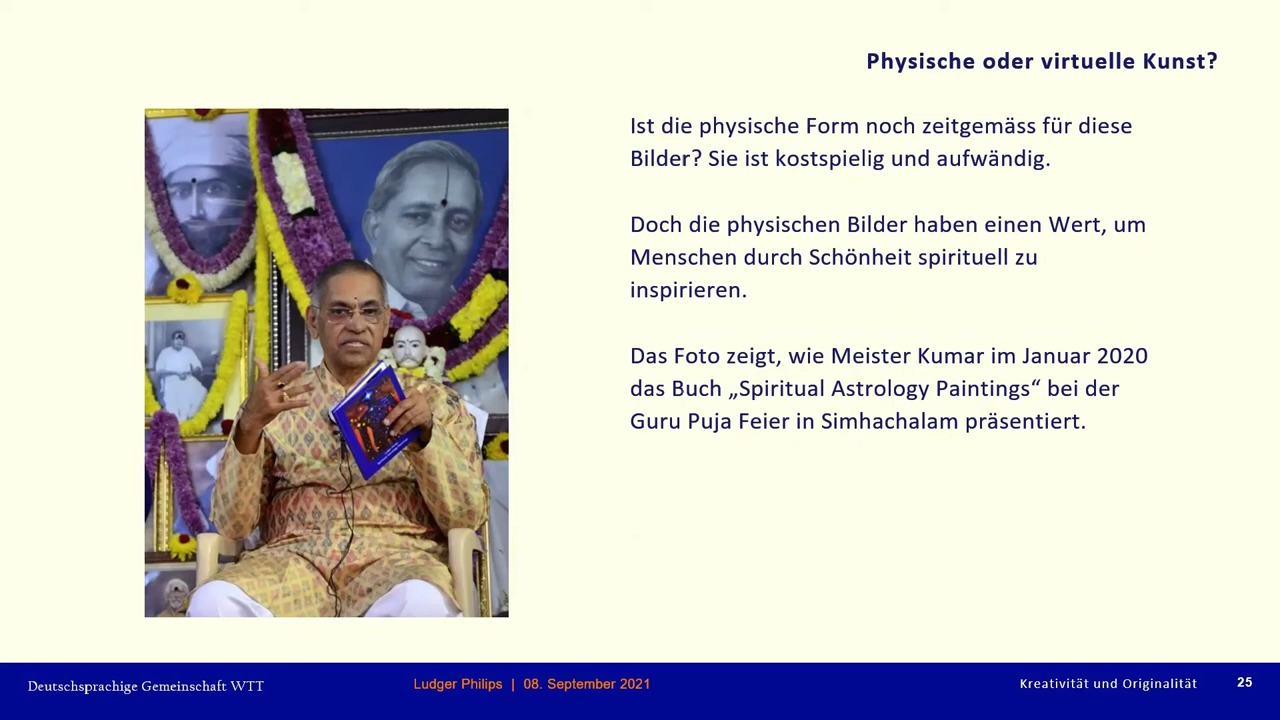 Physische oder virtuelle Kunst?
Ist die physische Form noch zeitgemäss für diese
Bilder? Sie ist kostspielig und aufwändig.
Doch die physischen Bilder haben einen Wert, um
Menschen durch Schönheit spirituell zu
inspirieren.
Das Foto zeigt, wie Meister Kumar im Januar 2020
das Buch „Spiritual Astrology Paintings“ bei der
Guru Puja Feier in Simhachalam präsentiert.
Deutschsprachige Gemeinschaft WTT
Ludger Philips | 08. September 2021
Kreativität und Originalität
25